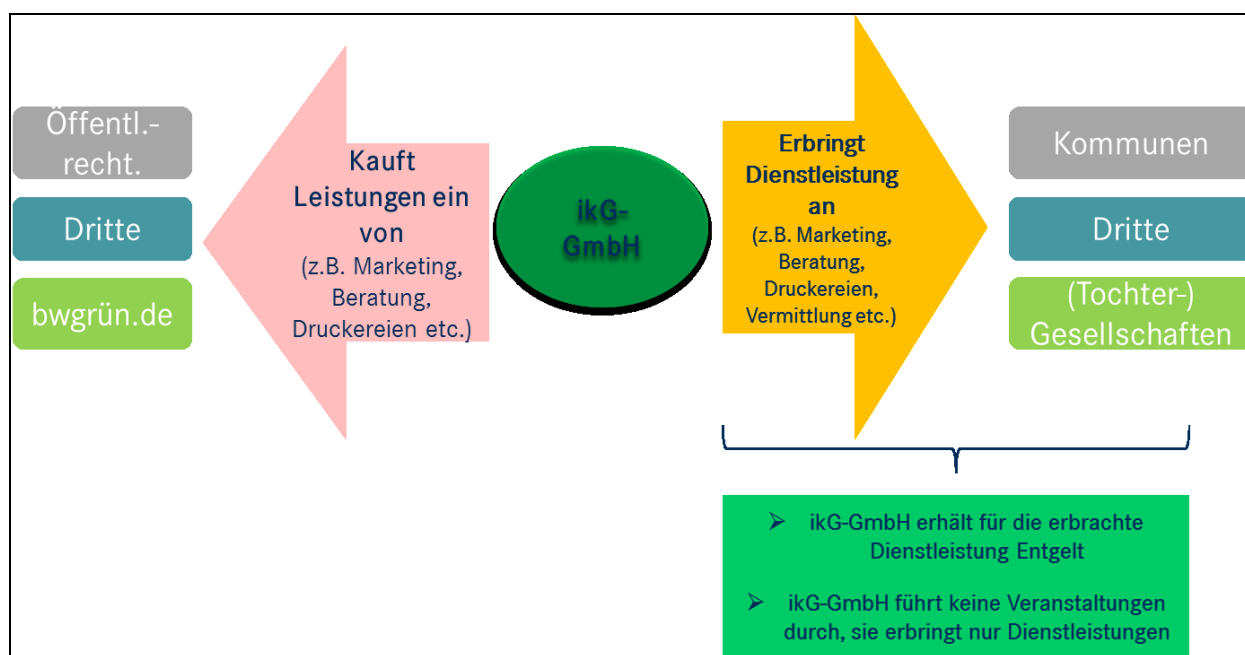 Öffentl.-
recht.
Dritte
bwgrün.de
Kauft
Leistungen ein
von
(z.B. Marketing,
Beratung,
Druckereien etc.)
ikG-
GmbH
Erbringt
Dienstleistung
an
(z.B. Marketing,
Beratung,
Druckereien,
Vermittlung etc.)
Kommunen
Dritte
(Tochter-)
Gesellschaften
➢ ikG-GmbH erhält für die erbrachte
Dienstleistung Entgelt
➢ ikG-GmbH führt keine Veranstaltungen
durch, sie erbringt nur Dienstleistungen